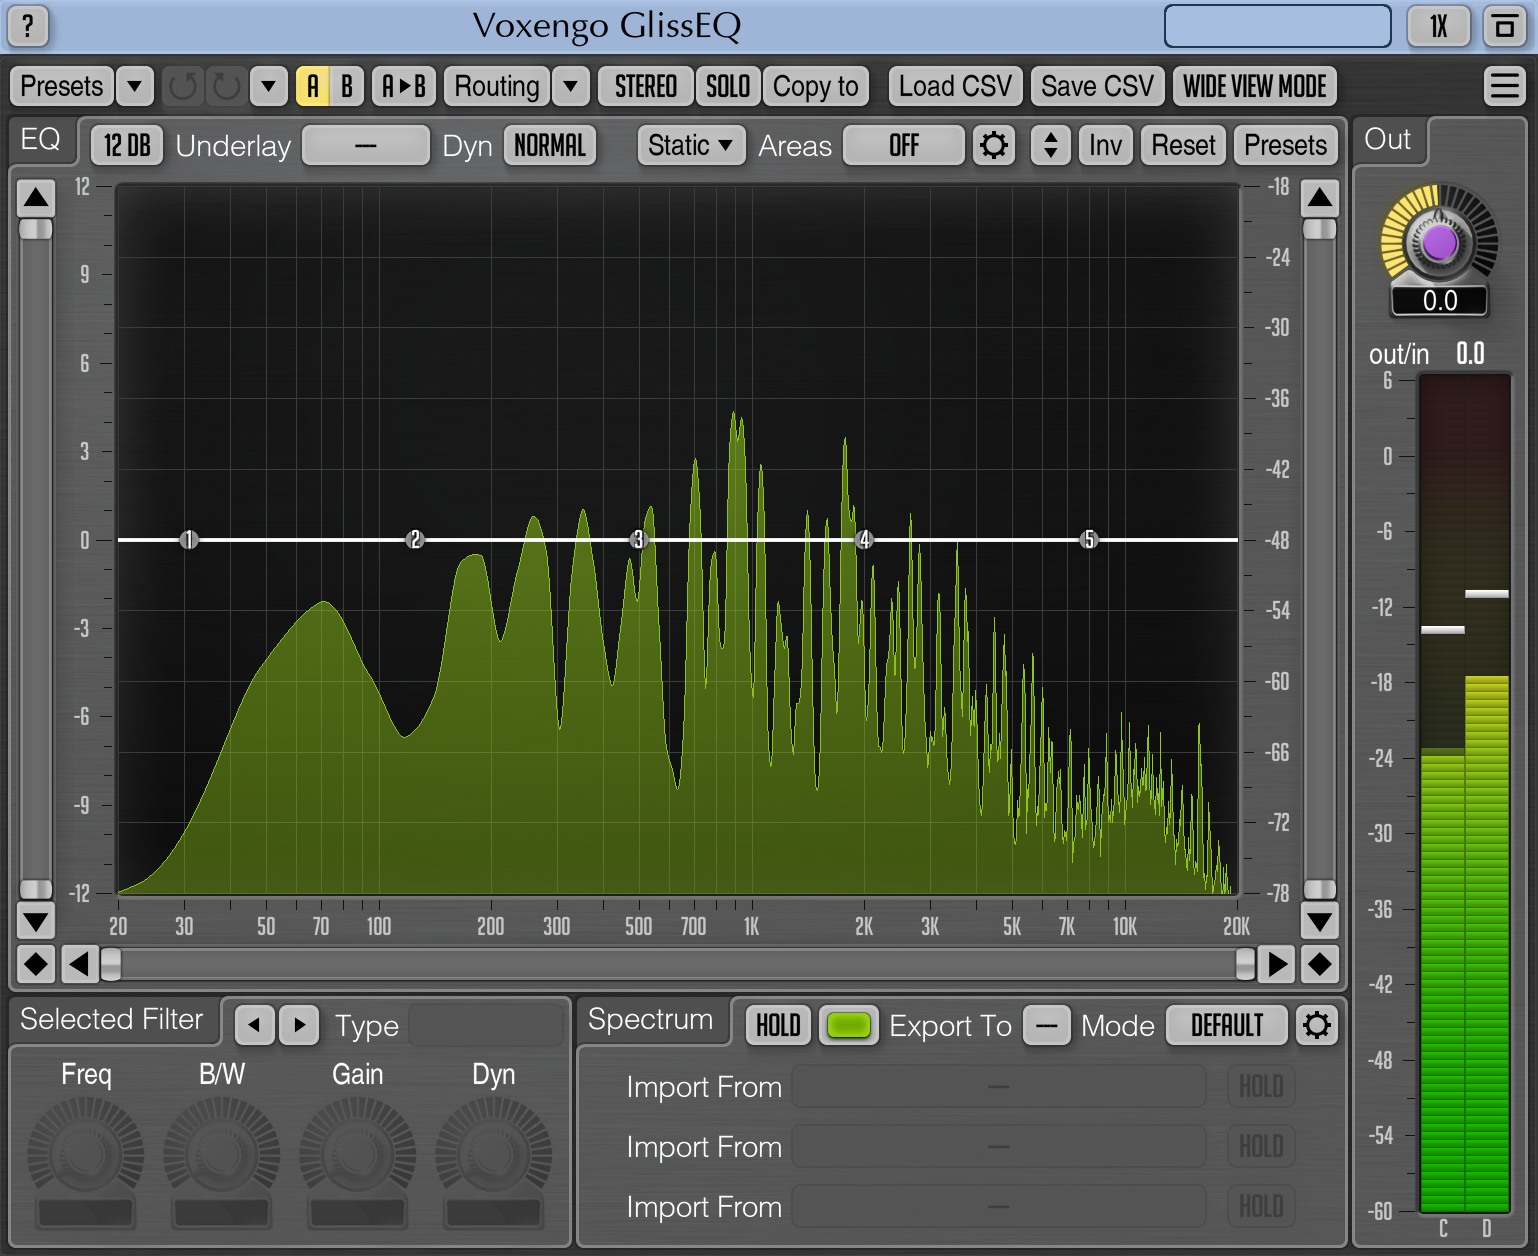 ? Voxengo GlissEQ 1X
Presets A B A▶B Routing STEREO SOLO Copy to Load CSV Save CSV WIDE VIEW MODE
EQ 12 DB Underlay --- Dyn NORMAL Static Areas OFF Inv Reset Presets Out
12 -18
9 -24
6 -30
3 -36
0 -42
-3 -48
-6 -54
-9 -60
-12 -66
-72
-78
1 2 3 4 5
20 30 50 70 100 200 300 500 700 1K 2K 3K 5K 7K 10K 20K
0.0
out/in 0.0
6
0
-6
-12
-18
-24
-30
-36
-42
-48
-54
-60
C D
Selected Filter Type
Freq B/W Gain Dyn
Spectrum HOLD Export To --- Mode DEFAULT
Import From — HOLD
Import From — HOLD
Import From — HOLD